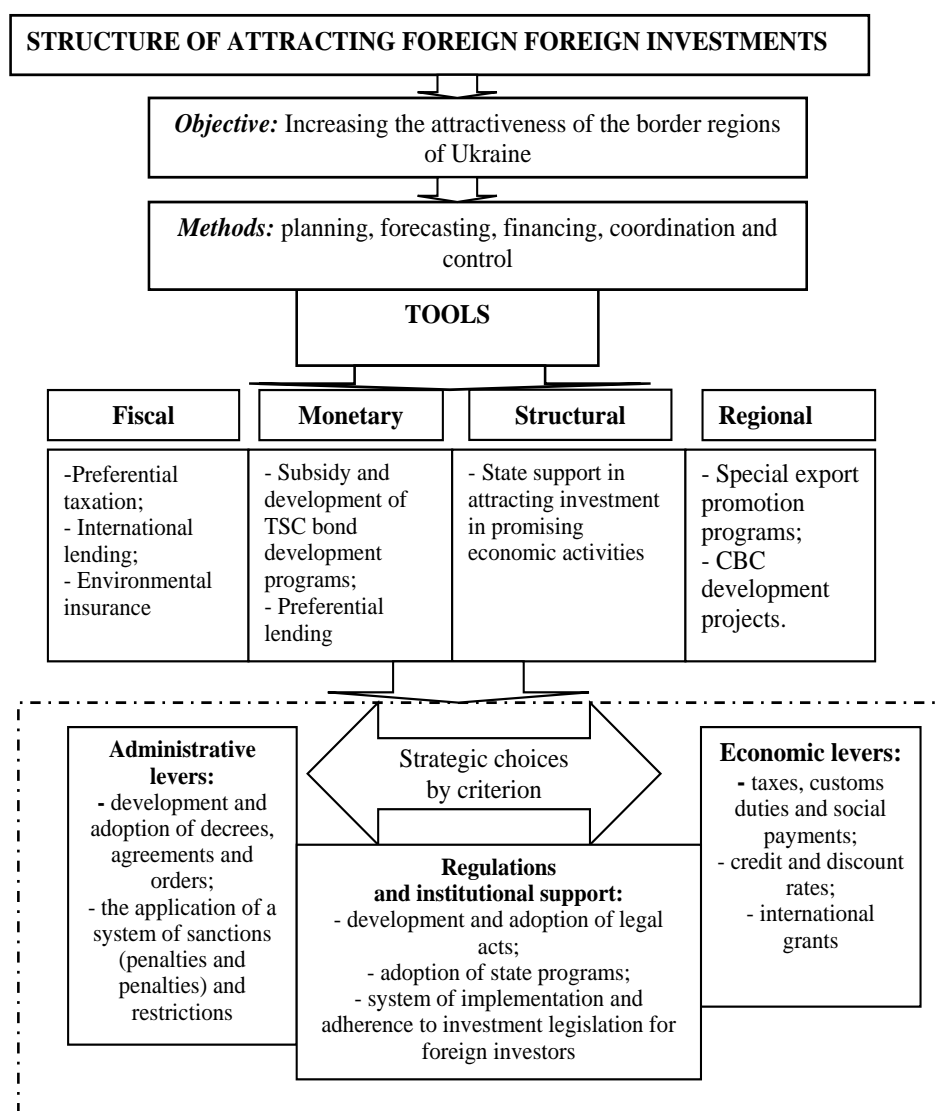 STRUCTURE OF ATTRACTING FOREIGN FOREIGN INVESTMENTS
Objective: Increasing the attractiveness of the border regions
of Ukraine
Methods: planning, forecasting, financing, coordination and
control
TOOLS
Fiscal
Monetary
Structural
Regional
-Preferential
taxation;
- International
lending;
- Environmental
insurance
- Subsidy and
development of
TSC bond
development
programs;
- Preferential
lending
- State support in
attracting investment
in promising
economic activities
- Special export
promotion
programs;
- CBC
development
projects.
Administrative
levers:
- development and
adoption of decrees,
agreements and
orders;
- the application of a
system of sanctions
(penalties and
penalties) and
restrictions
Strategic choices
by criterion
Regulations
and institutional support:
- development and adoption of legal
acts;
- adoption of state programs;
- system of implementation and
adherence to investment legislation for
foreign investors
Economic levers:
- taxes, customs
duties and social
payments;
- credit and discount
rates;
- international
grants